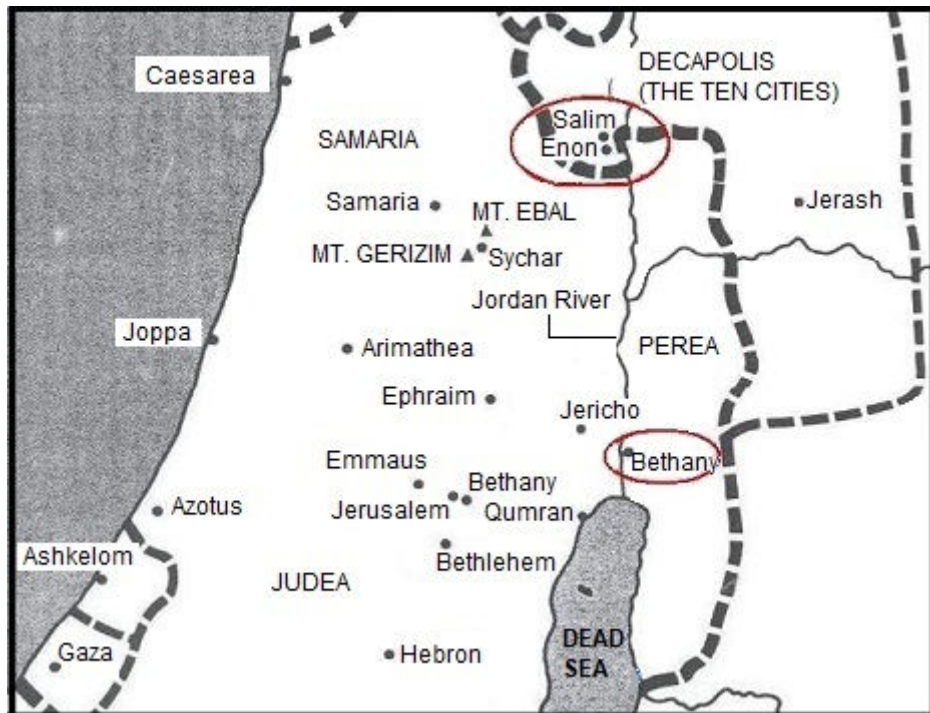 DECAPOLIS
(THE TEN CITIES)
Caesarea
Salim
Enon
SAMARIA
Samaria
Jerash
MT. EBAL
MT. GERIZIM
Sychar
Jordan River
Joppa
Arimathea
PEREA
Ephraim
Jericho
Bethany
Emmaus
Bethany
Jerusalem
Qumran
Azotus
Ashkelom
Bethlehem
JUDEA
DEAD
SEA
Gaza
Hebron